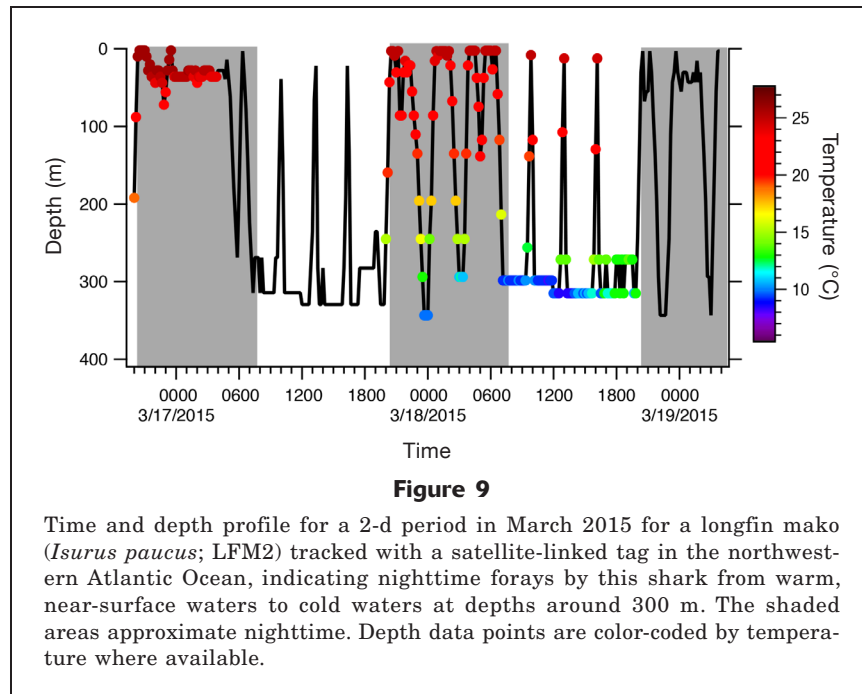 0
100
200
300
400
Depth (m)
0000
0600
1200
1800
0000
0600
1200
1800
0000
3/17/2015
3/18/2015
3/19/2015
Time
25
20
15
10
Temperature (°C)
Figure 9
Time and depth profile for a 2-d period in March 2015 for a longfin mako
(Isurus paucus; LFM2) tracked with a satellite-linked tag in the northwest-
ern Atlantic Ocean, indicating nighttime forays by this shark from warm,
near-surface waters to cold waters at depths around 300 m. The shaded
areas approximate nighttime. Depth data points are color-coded by tempera-
ture where available.